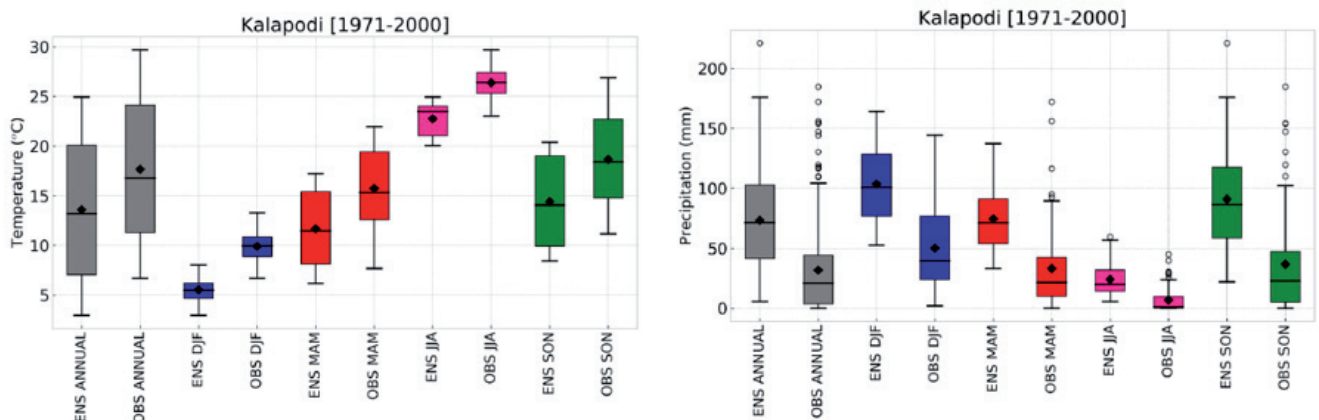 Kalapodi [1971-2000]
Temperature (°C)
30
25
20
15
10
5
ENS ANNUAL
OBS ANNUAL
ENS DJF
OBS DJF
ENS MAM
OBS MAM
ENS JJA
OBS JJA
ENS SON
OBS SON
Kalapodi [1971-2000]
Precipitation (mm)
200
150
100
50
0
ENS ANNUAL
OBS ANNUAL
ENS DJF
OBS DJF
ENS MAM
OBS MAM
ENS JJA
OBS JJA
ENS SON
OBS SON